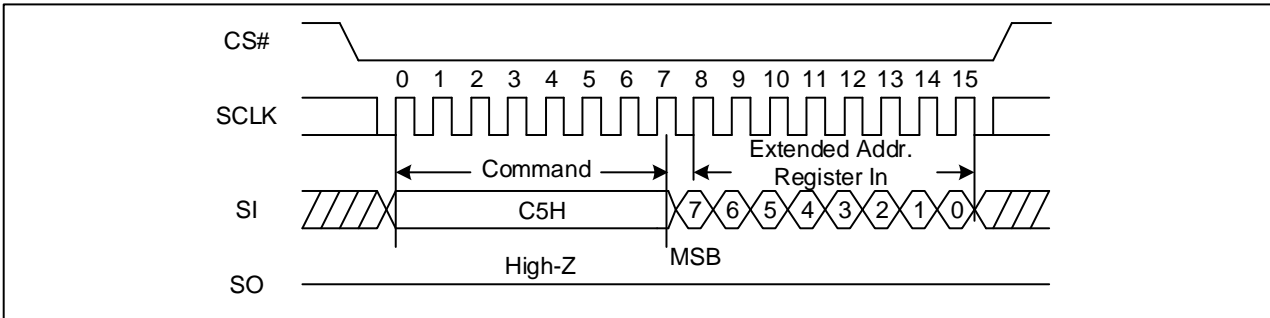 CS#
0 1 2 3 4 5 6 7 8 9 10 11 12 13 14 15
SCLK
Command
Extended Addr.
Register In
SI
C5H
7 6 5 4 3 2 1 0
High-Z
MSB
SO